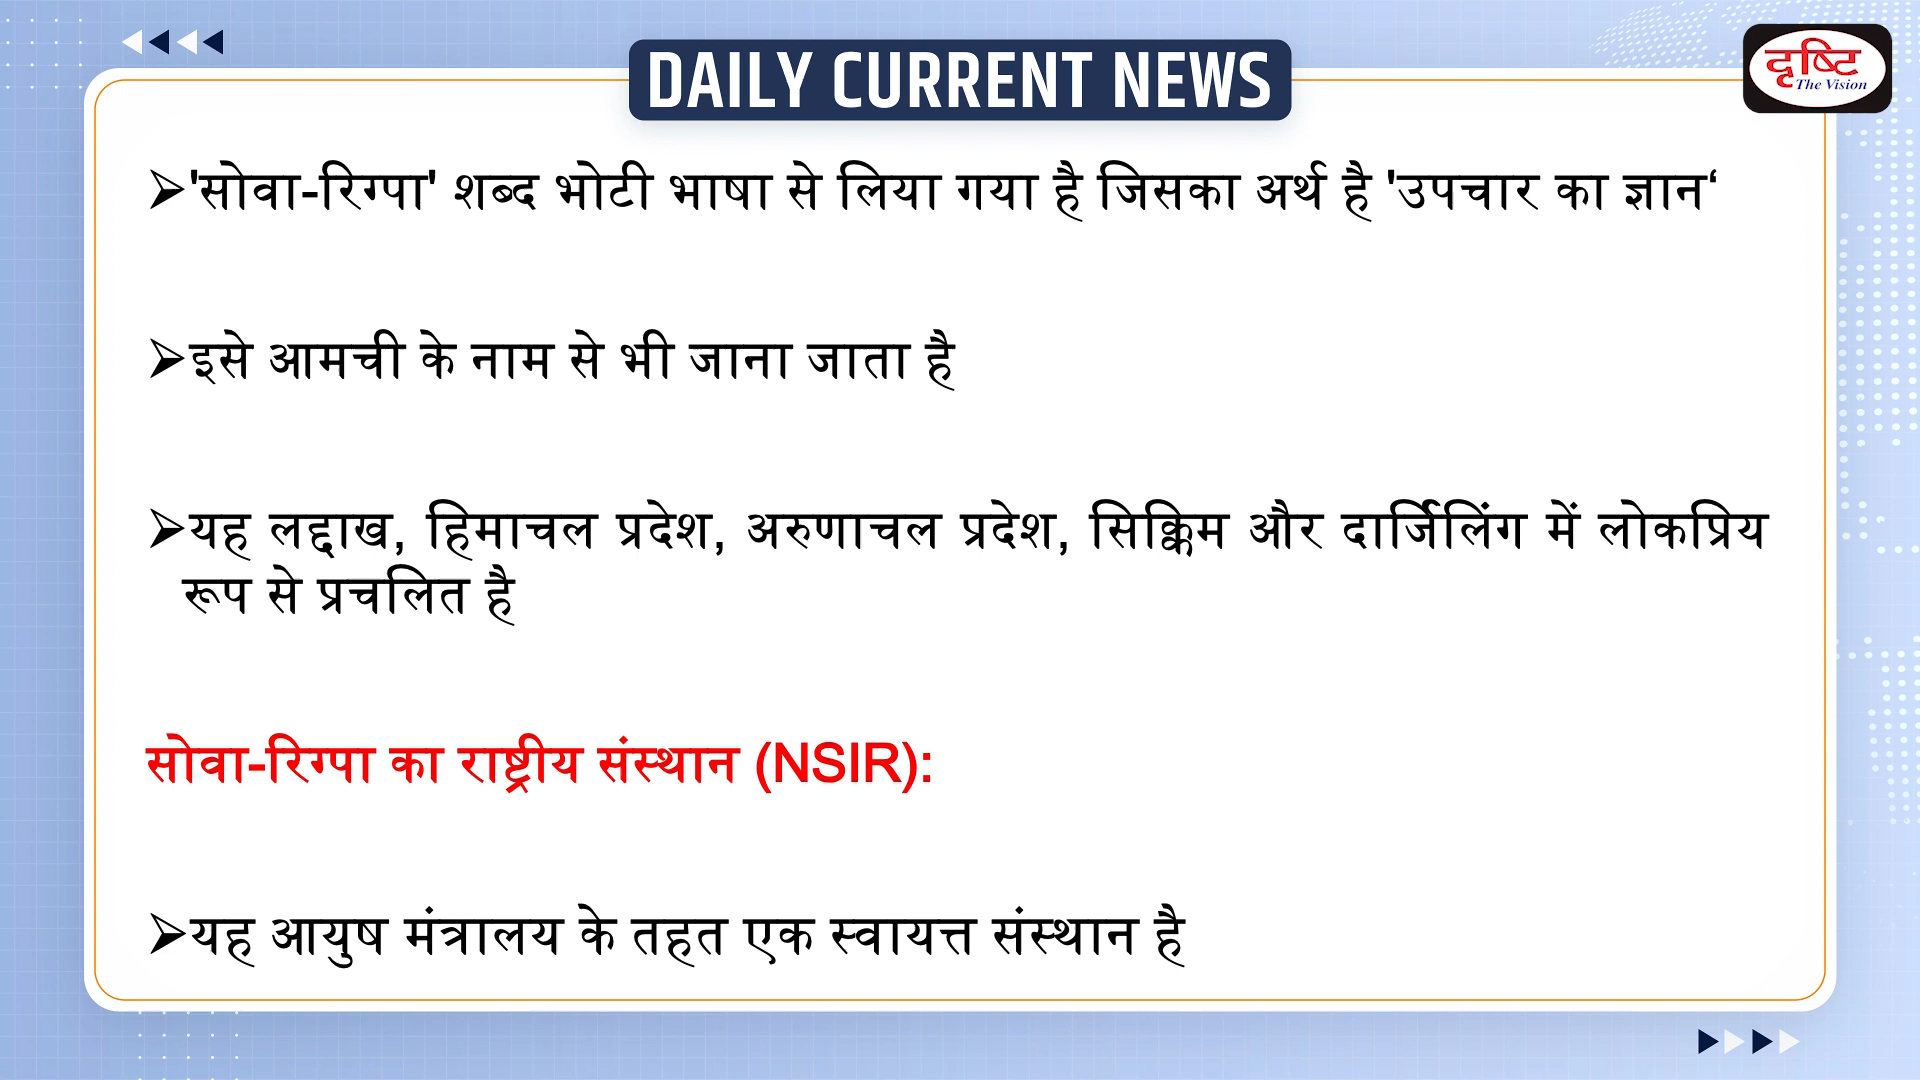 DAILY CURRENT NEWS
दृष्टि
The Vision
➢'सोवा-रिग्पा' शब्द भोटी भाषा से लिया गया है जिसका अर्थ है 'उपचार का ज्ञान‘
➢इसे आमची के नाम से भी जाना जाता है
➢यह लद्दाख, हिमाचल प्रदेश, अरुणाचल प्रदेश, सिक्किम और दार्जिलिंग में लोकप्रिय
रूप से प्रचलित है
सोवा-रिग्पा का राष्ट्रीय संस्थान (NSIR):
➢यह आयुष मंत्रालय के तहत एक स्वायत्त संस्थान है